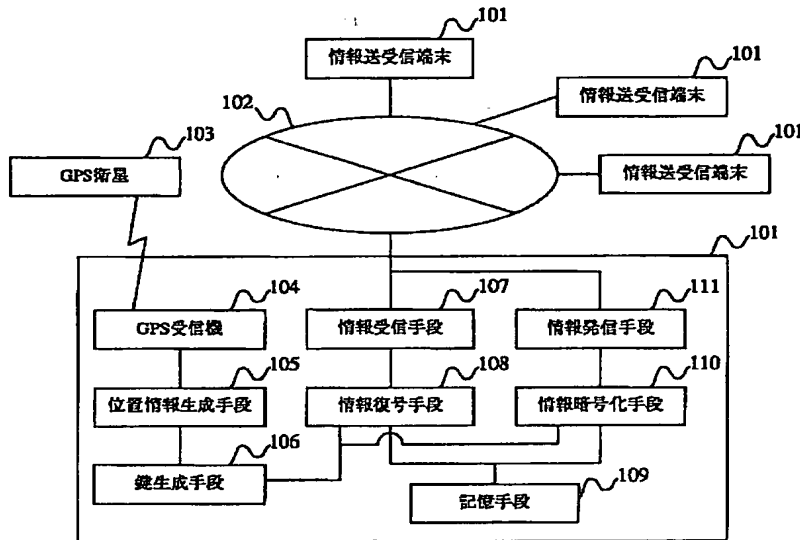 101
情報送受信端末
101
情報送受信端末
102
103
GPS衛星
101
情報送受信端末
101
104
GPS受信機
107
情報受信手段
111
情報発信手段
105
位置情報生成手段
108
情報復号手段
110
情報暗号化手段
106
鍵生成手段
109
記憶手段